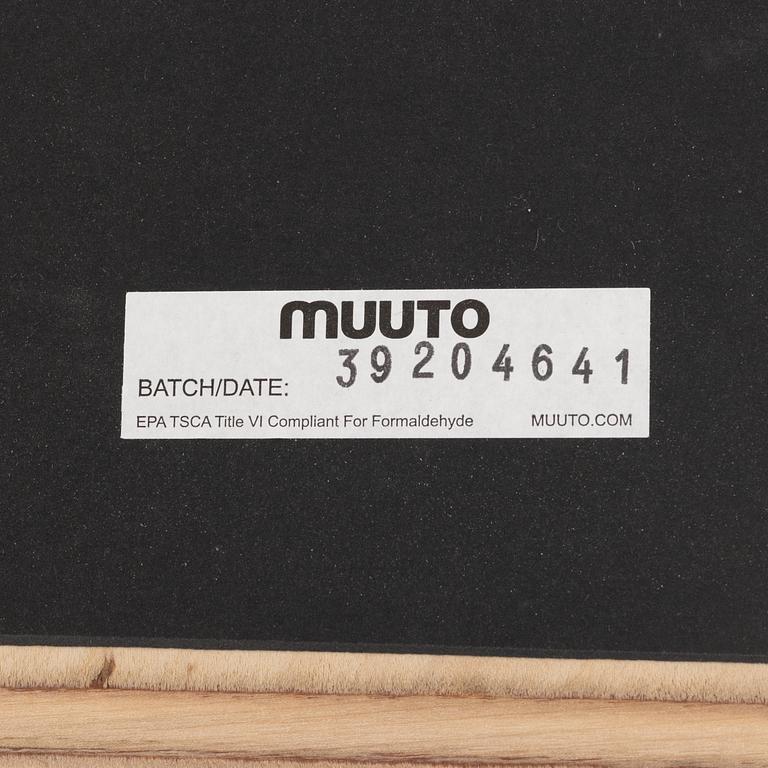 MUUTO
39204641
BATCH/DATE:
EPA TSCA Title VI Compliant For Formaldehyde MUUTO.COM